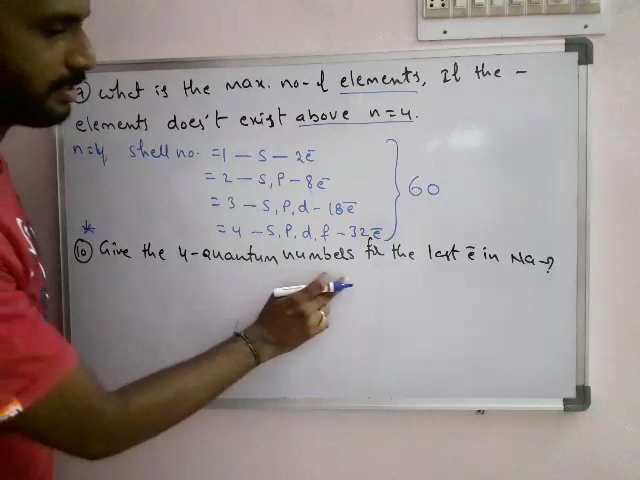 9) What is the max. no-of elements, If the -
elements does't exist above n=4.
n=4, shell no. = 1 - S - 2ē
= 2 - S, P - 8ē
= 3 - S, P, d - 18ē
= 4 - S, P, d, f - 32ē
60
*
10) Give the 4-quantum numbers for the last ē in Na→?